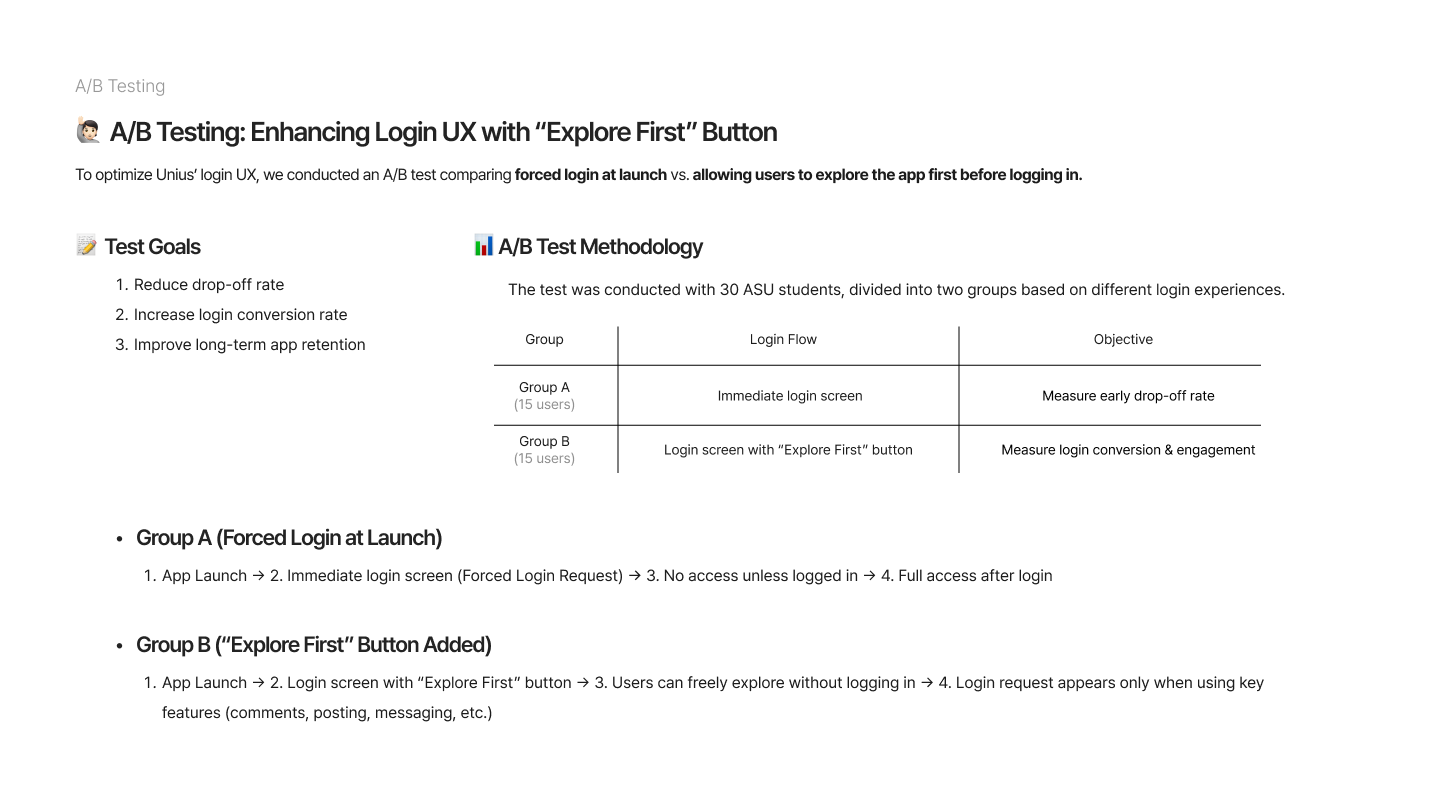 A/B Testing
A/B Testing: Enhancing Login UX with “Explore First” Button
To optimize Unius’ login UX, we conducted an A/B test comparing forced login at launch vs. allowing users to explore the app first before logging in.
Test Goals
1. Reduce drop-off rate
2. Increase login conversion rate
3. Improve long-term app retention
A/B Test Methodology
The test was conducted with 30 ASU students, divided into two groups based on different login experiences.
Group Login Flow Objective
Group A
(15 users)
Immediate login screen
Measure early drop-off rate
Group B
(15 users)
Login screen with “Explore First” button
Measure login conversion & engagement
• Group A (Forced Login at Launch)
1. App Launch → 2. Immediate login screen (Forced Login Request) → 3. No access unless logged in → 4. Full access after login
• Group B (“Explore First” Button Added)
1. App Launch → 2. Login screen with “Explore First” button → 3. Users can freely explore without logging in → 4. Login request appears only when using key
features (comments, posting, messaging, etc.)